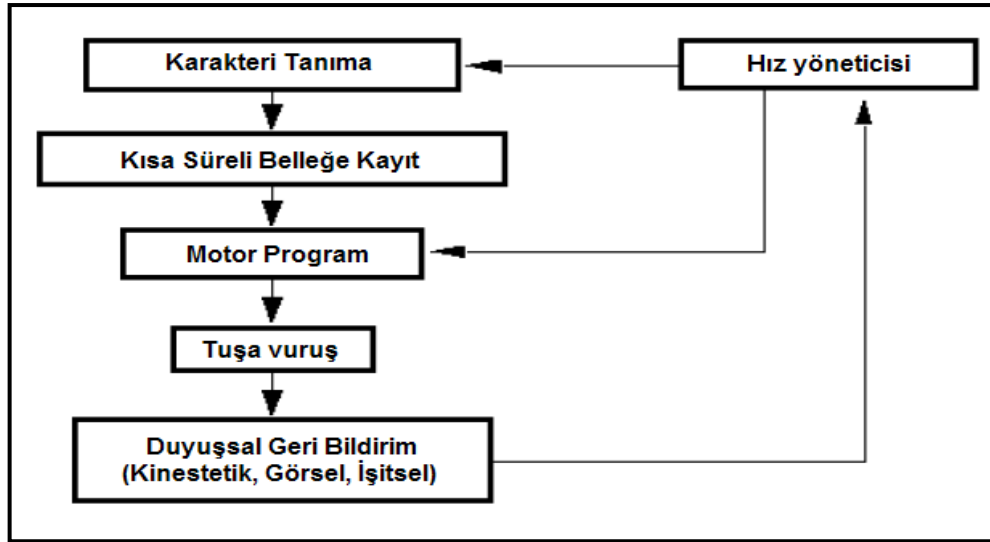 Karakteri Tanıma
Hız yöneticisi
Kısa Süreli Belleğe Kayıt
Motor Program
Tuşa vuruş
Duyuşsal Geri Bildirim
(Kinestetik, Görsel, İşitsel)